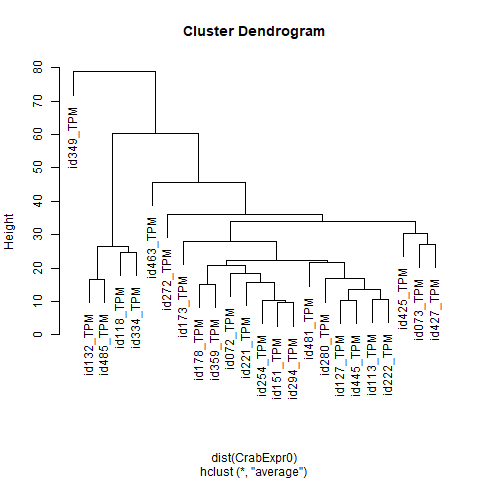 Cluster Dendrogram
Height
80
70
60
50
40
30
20
10
0
id349_TPM
id132_TPM
id485_TPM
id118_TPM
id334_TPM
id463_TPM
id272_TPM
id173_TPM
id178_TPM
id359_TPM
id072_TPM
id221_TPM
id254_TPM
id151_TPM
id294_TPM
id481_TPM
id280_TPM
id127_TPM
id445_TPM
id113_TPM
id222_TPM
id425_TPM
id073_TPM
id427_TPM
dist(CrabExpr0)
hclust (*, "average")